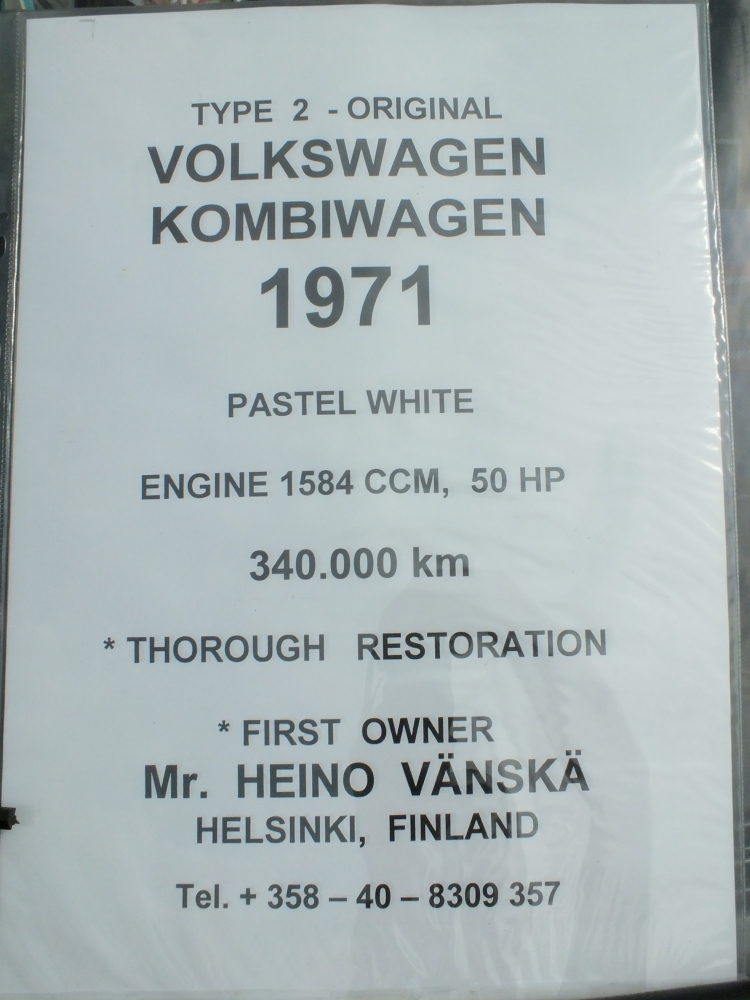 TYPE 2 - ORIGINAL
VOLKSWAGEN
KOMBIWAGEN
1971
PASTEL WHITE
ENGINE 1584 CCM, 50 HP
340.000 km
* THOROUGH RESTORATION
* FIRST OWNER
Mr. HEINO VÄNSKÄ
HELSINKI, FINLAND
Tel. + 358 – 40 – 8309 357